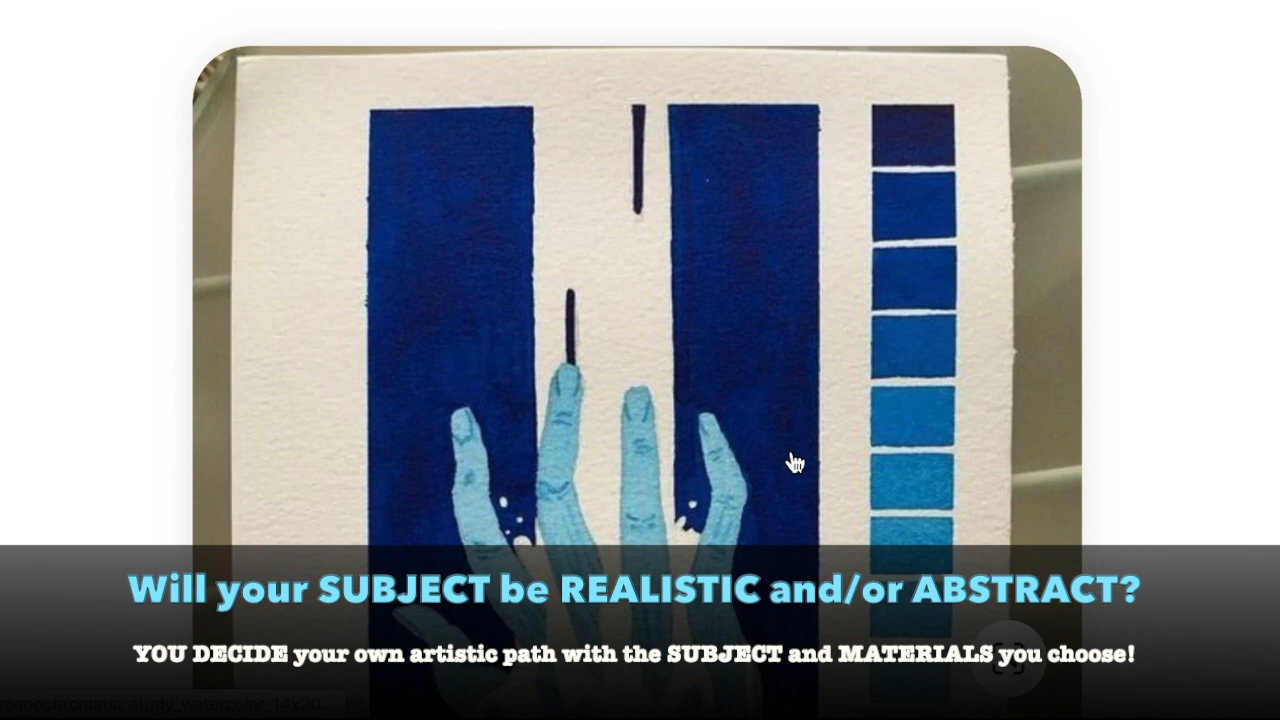 Will your SUBJECT be REALISTIC and/or ABSTRACT?
YOU DECIDE your own artistic path with the SUBJECT and MATERIALS you choose!
monochromatic_study_watercolor_14x20...